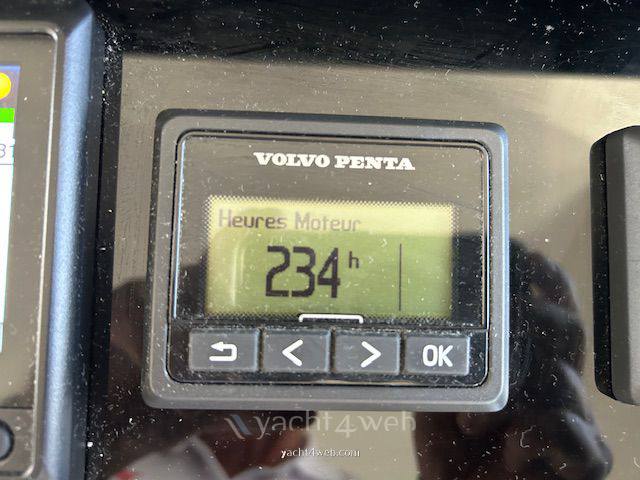 VOLVO PENTA
Heures Moteur
234 h
OK
yacht4web
yacht4web.com